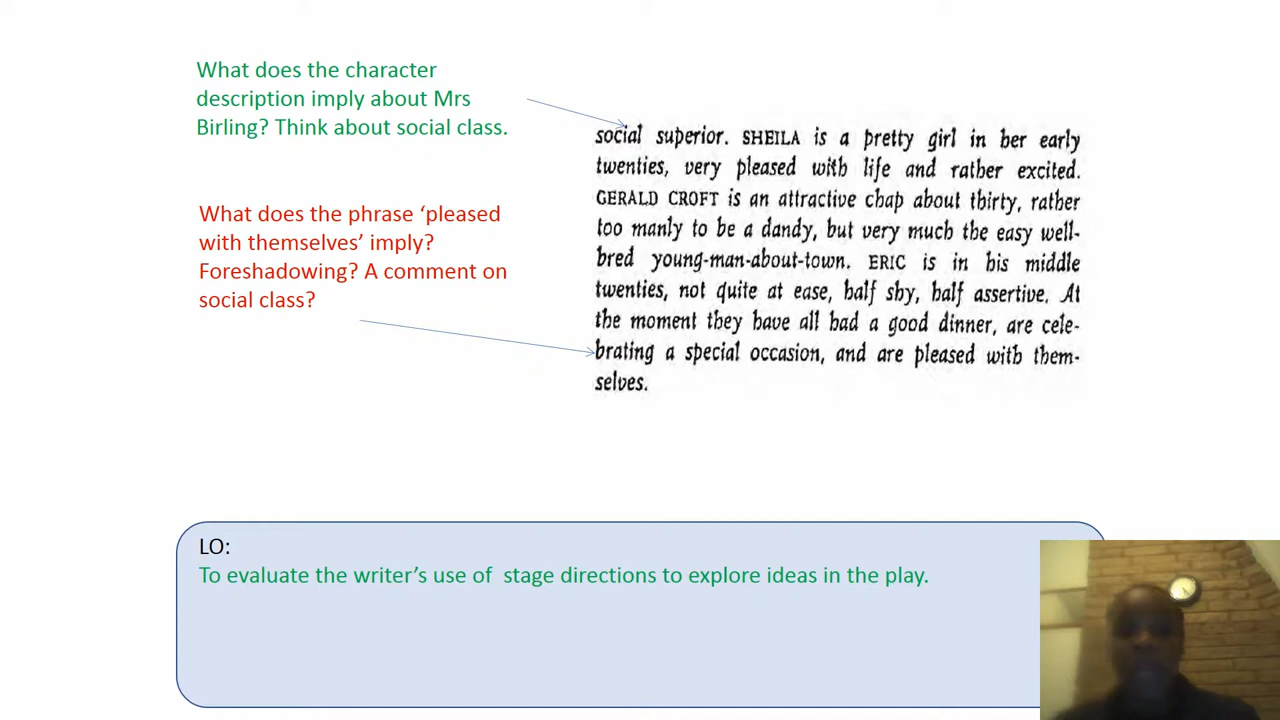 What does the character
description imply about Mrs
Birling? Think about social class.
What does the phrase ‘pleased
with themselves’ imply?
Foreshadowing? A comment on
social class?
social superior. SHEILA is a pretty girl in her early
twenties, very pleased with life and rather excited.
GERALD CROFT is an attractive chap about thirty, rather
too manly to be a dandy, but very much the easy well-
bred young-man-about-town. ERIC is in his middle
twenties, not quite at ease, half shy, half assertive. At
the moment they have all had a good dinner, are cele-
brating a special occasion, and are pleased with them-
selves.
LO:
To evaluate the writer’s use of stage directions to explore ideas in the play.